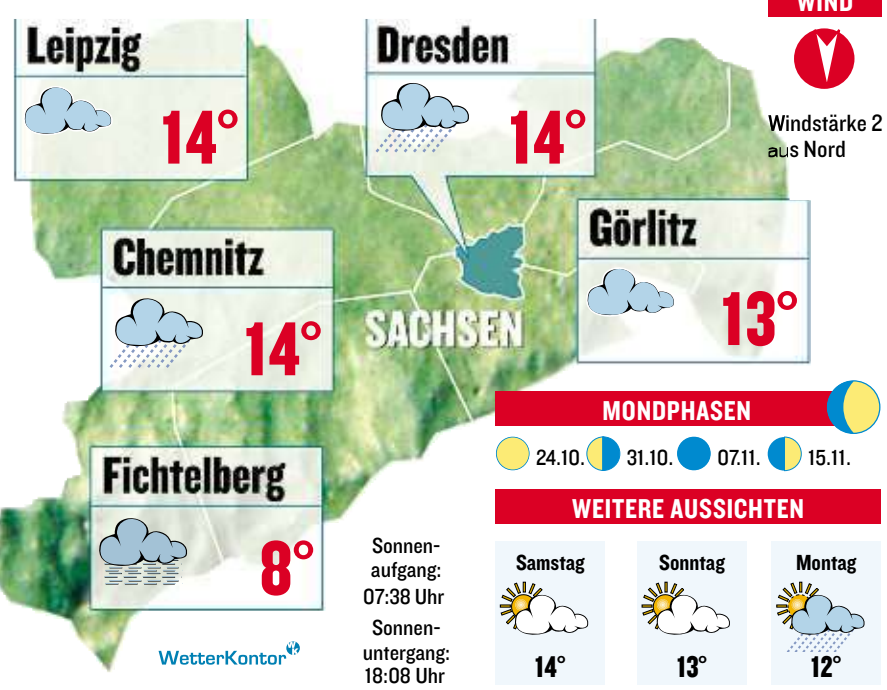 WIND
Leipzig
14°
Dresden
14°
Windstärke 2
aus Nord
Chemnitz
14°
Görlitz
13°
SACHSEN
Fichtelberg
8°
MONDPHASEN
24.10. 31.10. 07.11. 15.11.
WEITERE AUSSICHTEN
Samstag
14°
Sonntag
13°
Montag
12°
Sonnen-
aufgang:
07:38 Uhr
Sonnen-
untergang:
18:08 Uhr
WetterKontor